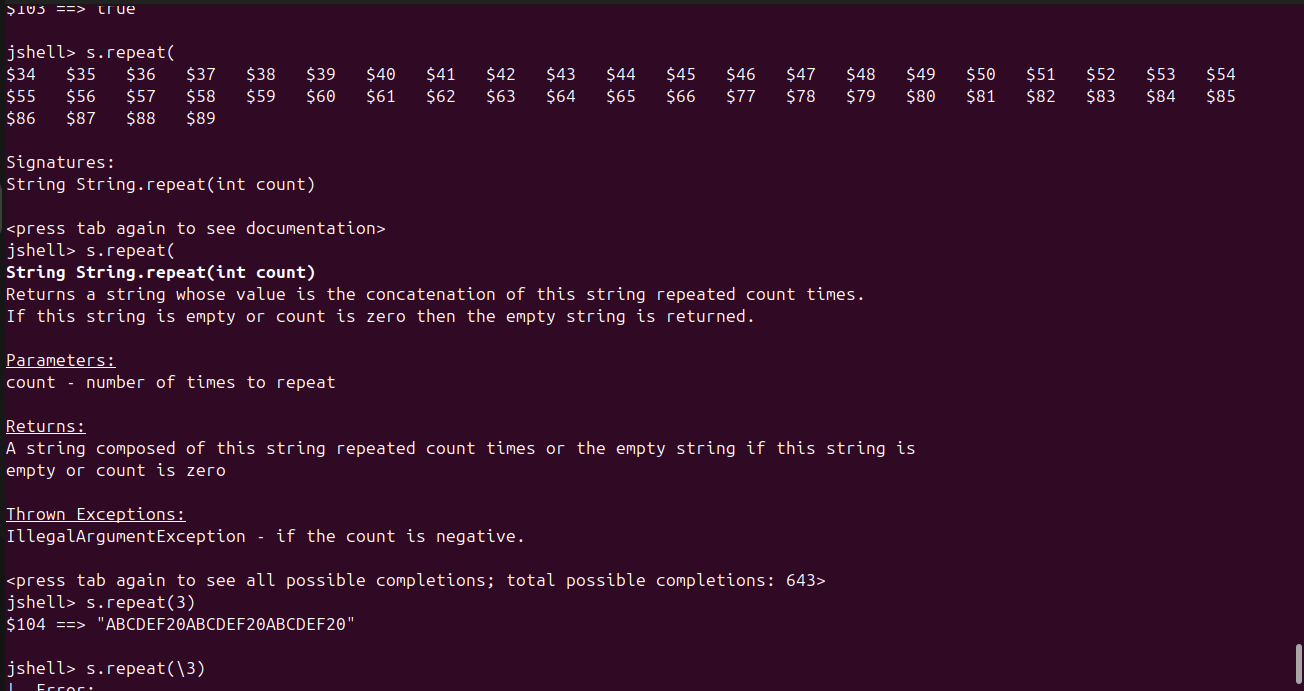 $103 ==> true
jshell> s.repeat(
$34 $35 $36 $37 $38 $39 $40 $41 $42 $43 $44 $45 $46 $47 $48 $49 $50 $51 $52 $53 $54
$55 $56 $57 $58 $59 $60 $61 $62 $63 $64 $65 $66 $77 $78 $79 $80 $81 $82 $83 $84 $85
$86 $87 $88 $89
Signatures:
String String.repeat(int count)
<press tab again to see documentation>
jshell> s.repeat(
String String.repeat(int count)
Returns a string whose value is the concatenation of this string repeated count times.
If this string is empty or count is zero then the empty string is returned.
Parameters:
count - number of times to repeat
Returns:
A string composed of this string repeated count times or the empty string if this string is
empty or count is zero
Thrown Exceptions:
IllegalArgumentException - if the count is negative.
<press tab again to see all possible completions; total possible completions: 643>
jshell> s.repeat(3)
$104 ==> "ABCDEF20ABCDEF20ABCDEF20"
jshell> s.repeat(\3)
| Error: